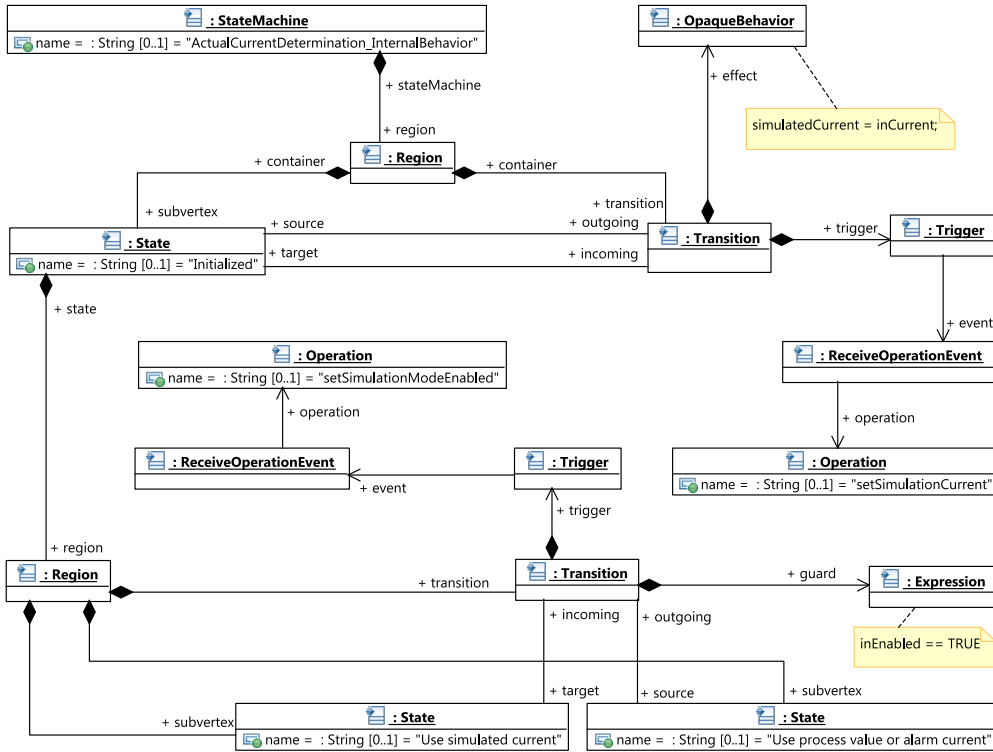 : StateMachine
name = : String [0..1] = "ActualCurrentDetermination_InternalBehavior"
: OpaqueBehavior
+ stateMachine
+ effect
simulatedCurrent = inCurrent;
+ region
+ container
: Region
+ container
+ subvertex
+ source
+ transition
+ outgoing
: State
name = : String [0..1] = "Initialized"
+ target
+ incoming
: Transition
+ trigger
: Trigger
+ state
+ event
: Operation
name = : String [0..1] = "setSimulationModeEnabled"
: ReceiveOperationEvent
+ operation
+ operation
: ReceiveOperationEvent
+ event
: Trigger
: Operation
name = : String [0..1] = "setSimulationCurrent"
+ trigger
+ region
: Region
+ transition
: Transition
+ guard
: Expression
+ incoming
+ outgoing
inEnabled == TRUE
+ target
+ source
+ subvertex
+ subvertex
: State
name = : String [0..1] = "Use simulated current"
: State
name = : String [0..1] = "Use process value or alarm current"